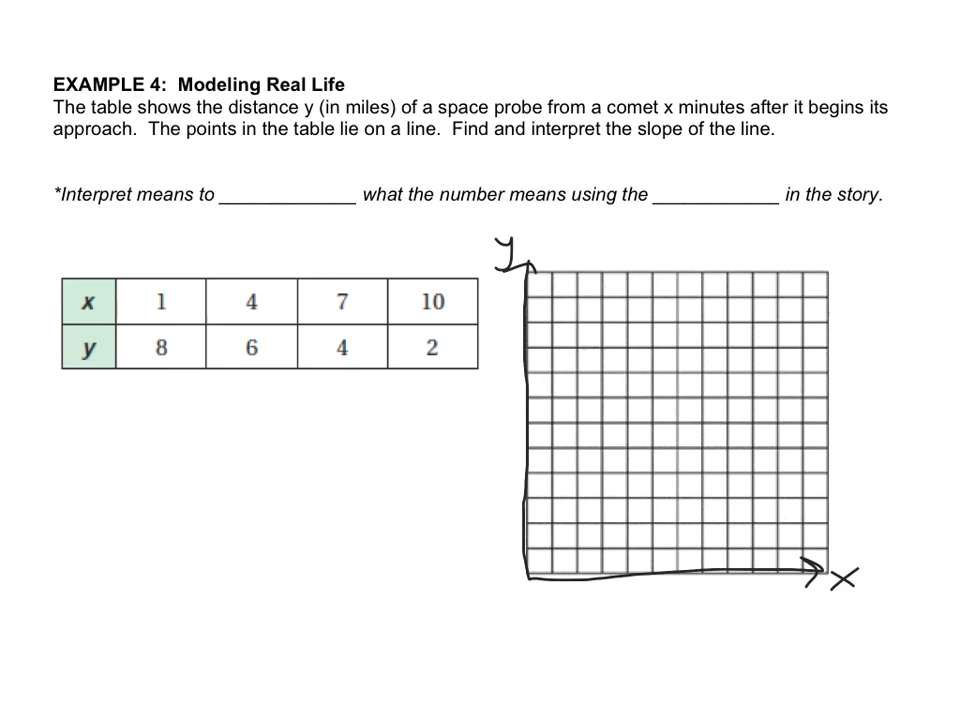 EXAMPLE 4:  Modeling Real Life
The table shows the distance y (in miles) of a space probe from a comet x minutes after it begins its
approach.  The points in the table lie on a line.  Find and interpret the slope of the line.
*Interpret means to _____________ what the number means using the ____________ in the story.
y
x 1 4 7 10
y 8 6 4 2
x